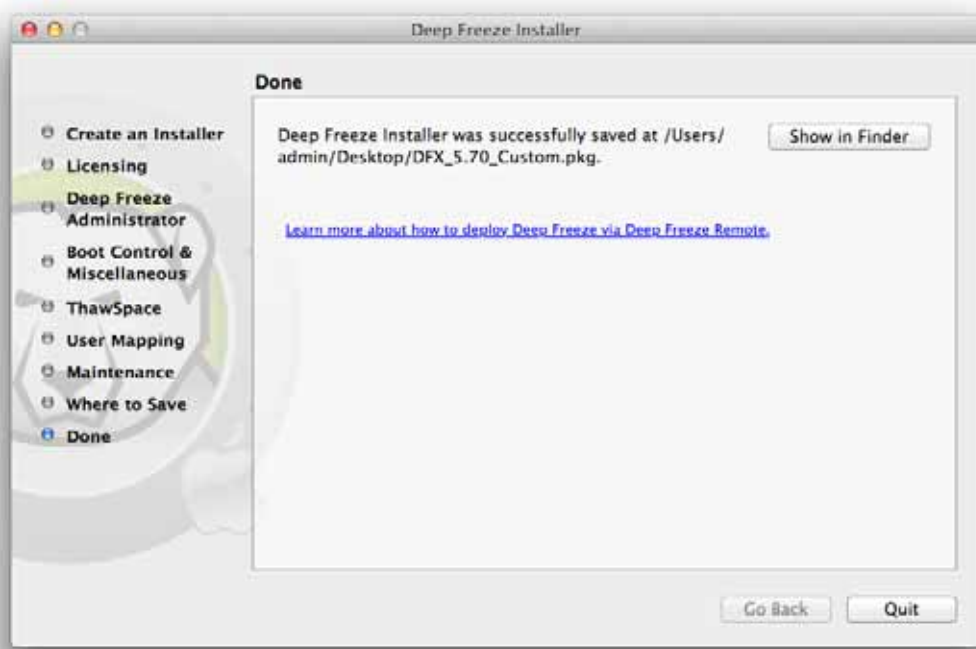 Deep Freeze Installer
Done
Create an Installer
Licensing
Deep Freeze
Administrator
Boot Control &
Miscellaneous
ThawSpace
User Mapping
Maintenance
Where to Save
Done
Deep Freeze Installer was successfully saved at /Users/
admin/Desktop/DFX_5.70_Custom.pkg.
Show in Finder
Learn more about how to deploy Deep Freeze via Deep Freeze Remote.
Go Back
Quit